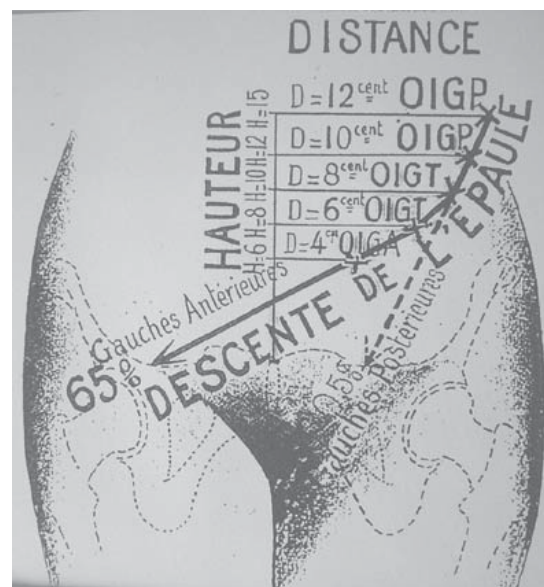 DISTANCE
HAUTEUR
H=15
D=12 cent OIGP
H=12
D=10 cent OIGP
H=10
D=8 cent OIGT
H=8
D=6 cent OIGT
H=6
D=4 cm OIGA
DESCENTE DE L'ÉPAULE
Gauches Antérieures
65%
Gauches Postérieures